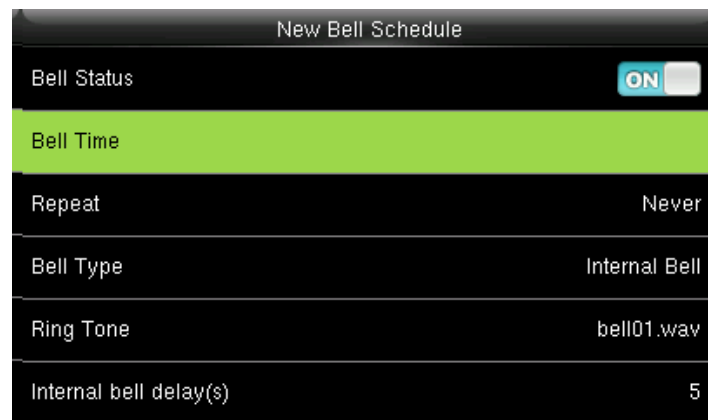 New Bell Schedule
Bell Status ON
Bell Time
Repeat Never
Bell Type Internal Bell
Ring Tone bell01.wav
Internal bell delay(s) 5